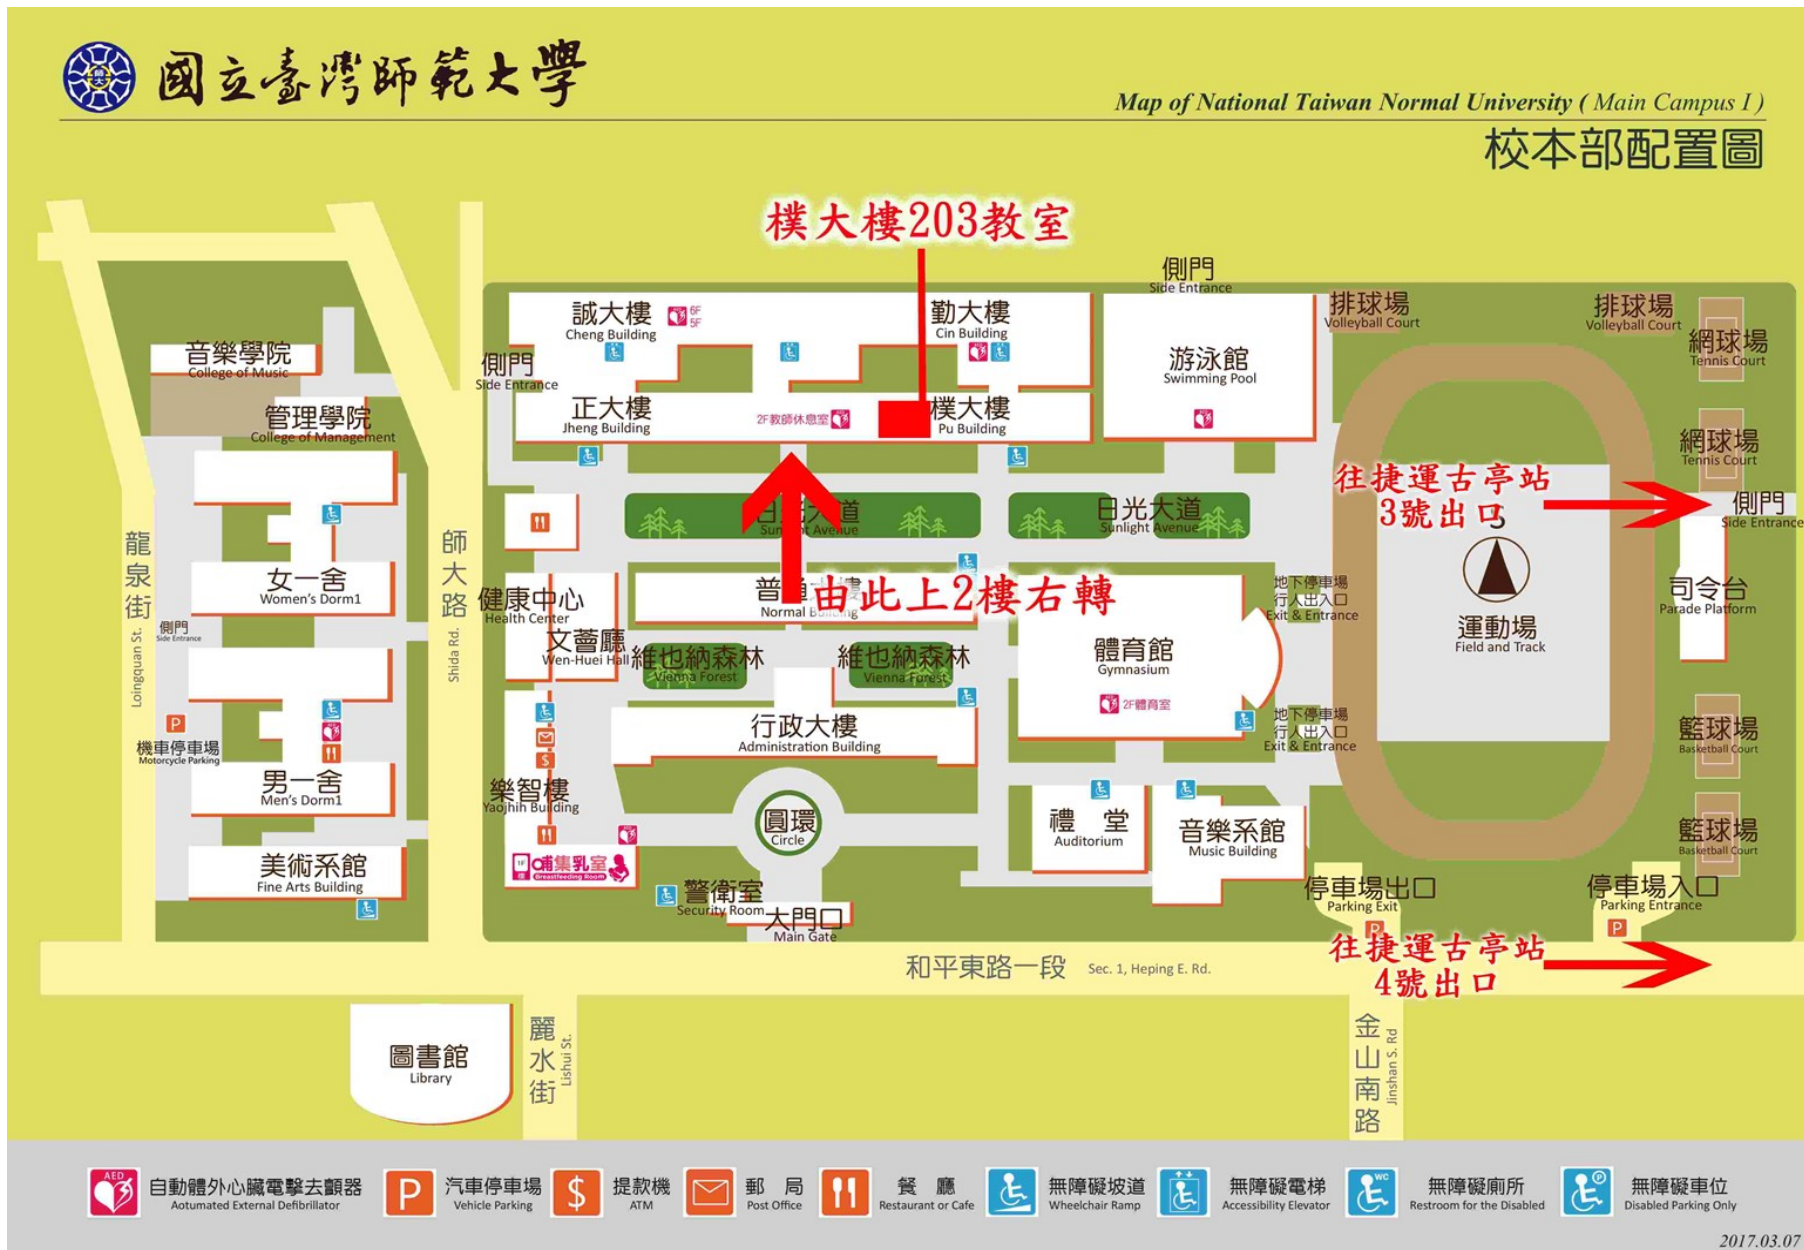 國立臺灣師範大學
Map of National Taiwan Normal University ( Main Campus I )
校本部配置圖
樸大樓203教室
側門
Side Entrance
誠大樓
Cheng Building
6F
5F
勤大樓
Cin Building
排球場
Volleyball Court
排球場
Volleyball Court
網球場
Tennis Court
音樂學院
College of Music
側門
Side Entrance
游泳館
Swimming Pool
管理學院
College of Management
正大樓
Jheng Building
2F教師休息室
樸大樓
Pu Building
網球場
Tennis Court
往捷運古亭站
3號出口
側門
Side Entrance
日光大道
Sunlight Avenue
日光大道
Sunlight Avenue
龍泉街
Loingquan St.
師大路
Shida Rd.
女一舍
Women's Dorm1
側門
Side Entrance
健康中心
Health Center
文薈廳
Wen-Huei Hall
普通大樓
Normal Building
由此上2樓右轉
地下停車場
行人出入口
Exit & Entrance
運動場
Field and Track
司令台
Parade Platform
維也納森林
Vienna Forest
維也納森林
Vienna Forest
體育館
Gymnasium
2F體育室
行政大樓
Administration Building
地下停車場
行人出入口
Exit & Entrance
籃球場
Basketball Court
P
機車停車場
Motorcycle Parking
男一舍
Men's Dorm1
樂智樓
Yaojhih Building
圓環
Circle
禮 堂
Auditorium
音樂系館
Music Building
籃球場
Basketball Court
美術系館
Fine Arts Building
1F
哺集乳室
Breastfeeding Room
警衛室
Security Room
大門口
Main Gate
停車場出口
Parking Exit
P
停車場入口
Parking Entrance
P
和平東路一段 Sec. 1, Heping E. Rd.
往捷運古亭站
4號出口
圖書館
Library
麗水街
Lishui St.
金山南路
Jinshan S. Rd
AED
自動體外心臟電擊去顫器
Aotumated External Defibrillator
P
汽車停車場
Vehicle Parking
$
提款機
ATM
郵 局
Post Office
餐 廳
Restaurant or Cafe
無障礙坡道
Wheelchair Ramp
無障礙電梯
Accessibility Elevator
WC
無障礙廁所
Restroom for the Disabled
P
無障礙車位
Disabled Parking Only
2017.03.07